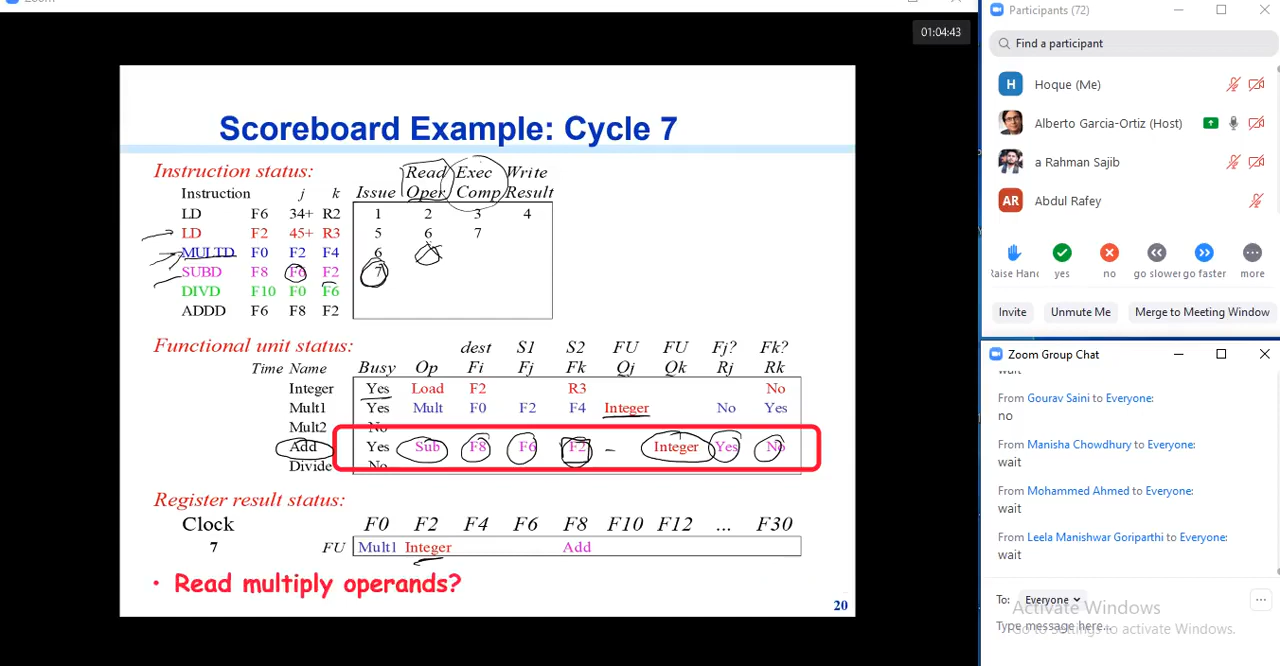 Zoom
01:04:43
Scoreboard Example: Cycle 7
Instruction status: Read Exec Write
Instruction j k Issue Oper Comp Result
LD F6 34+ R2 1 2 3 4
LD F2 45+ R3 5 6 7
MULTD F0 F2 F4 6
SUBD F8 F6 F2 7
DIVD F10 F0 F6
ADDD F6 F8 F2
Functional unit status: dest S1 S2 FU FU Fj? Fk?
Time Name Busy Op Fi Fj Fk Qj Qk Rj Rk
Integer Yes Load F2 R3 No
Mult1 Yes Mult F0 F2 F4 Integer No Yes
Mult2 No
Add Yes Sub F8 F6 F2 - Integer Yes No
Divide No
Register result status:
Clock F0 F2 F4 F6 F8 F10 F12 ... F30
7 FU Mult1 Integer Add
• Read multiply operands?
20
Participants (72)
Find a participant
H Hoque (Me)
Alberto Garcia-Ortiz (Host)
a Rahman Sajib
AR Abdul Rafey
Raise Hand yes no go slower go faster more
Invite Unmute Me Merge to Meeting Window
Zoom Group Chat
wait
From Gourav Saini to Everyone:
no
From Manisha Chowdhury to Everyone:
wait
From Mohammed Ahmed to Everyone:
wait
From Leela Manishwar Goriparthi to Everyone:
wait
To: Everyone ...
Activate Windows
Type message here...
Go to Settings to activate Windows.